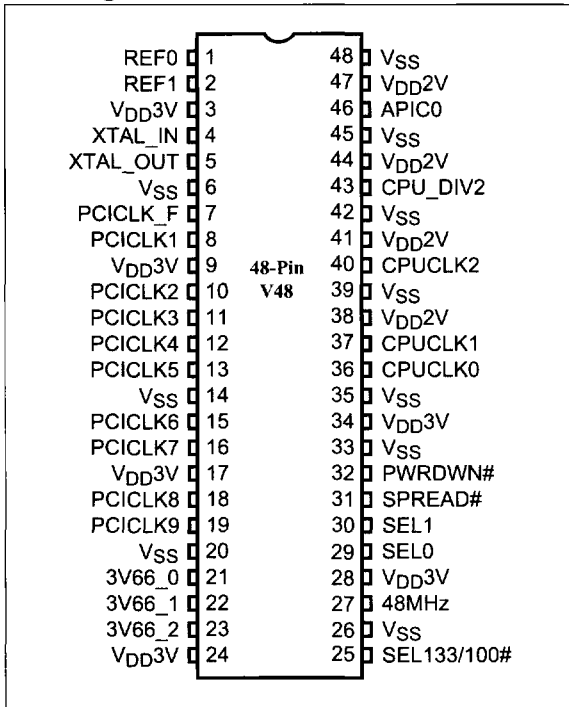 REF0 1 48 VSS
REF1 2 47 VDD2V
VDD3V 3 46 APIC0
XTAL_IN 4 45 VSS
XTAL_OUT 5 44 VDD2V
VSS 6 43 CPU_DIV2
PCICLK_F 7 42 VSS
PCICLK1 8 41 VDD2V
VDD3V 9 48-Pin 40 CPUCLK2
PCICLK2 10 V48 39 VSS
PCICLK3 11 38 VDD2V
PCICLK4 12 37 CPUCLK1
PCICLK5 13 36 CPUCLK0
VSS 14 35 VSS
PCICLK6 15 34 VDD3V
PCICLK7 16 33 VSS
VDD3V 17 32 PWRDWN#
PCICLK8 18 31 SPREAD#
PCICLK9 19 30 SEL1
VSS 20 29 SEL0
3V66_0 21 28 VDD3V
3V66_1 22 27 48MHz
3V66_2 23 26 VSS
VDD3V 24 25 SEL133/100#